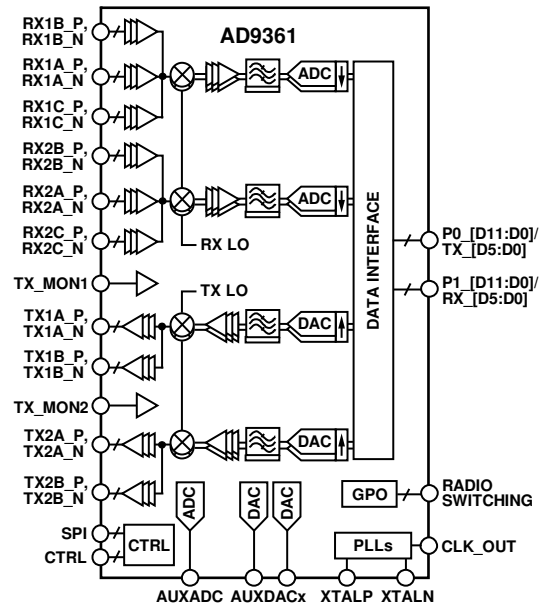 AD9361
RX1B_P,
RX1B_N
RX1A_P,
RX1A_N
RX1C_P,
RX1C_N
RX2B_P,
RX2B_N
RX2A_P,
RX2A_N
RX2C_P,
RX2C_N
TX_MON1
TX1A_P,
TX1A_N
TX1B_P,
TX1B_N
TX_MON2
TX2A_P,
TX2A_N
TX2B_P,
TX2B_N
SPI
CTRL
CTRL
ADC
ADC
RX LO
TX LO
DAC
DAC
DATA INTERFACE
P0_[D11:D0]/
TX_[D5:D0]
P1_[D11:D0]/
RX_[D5:D0]
ADC
DAC
DAC
GPO
RADIO
SWITCHING
PLLs
CLK_OUT
AUXADC
AUXDACx
XTALP
XTALN